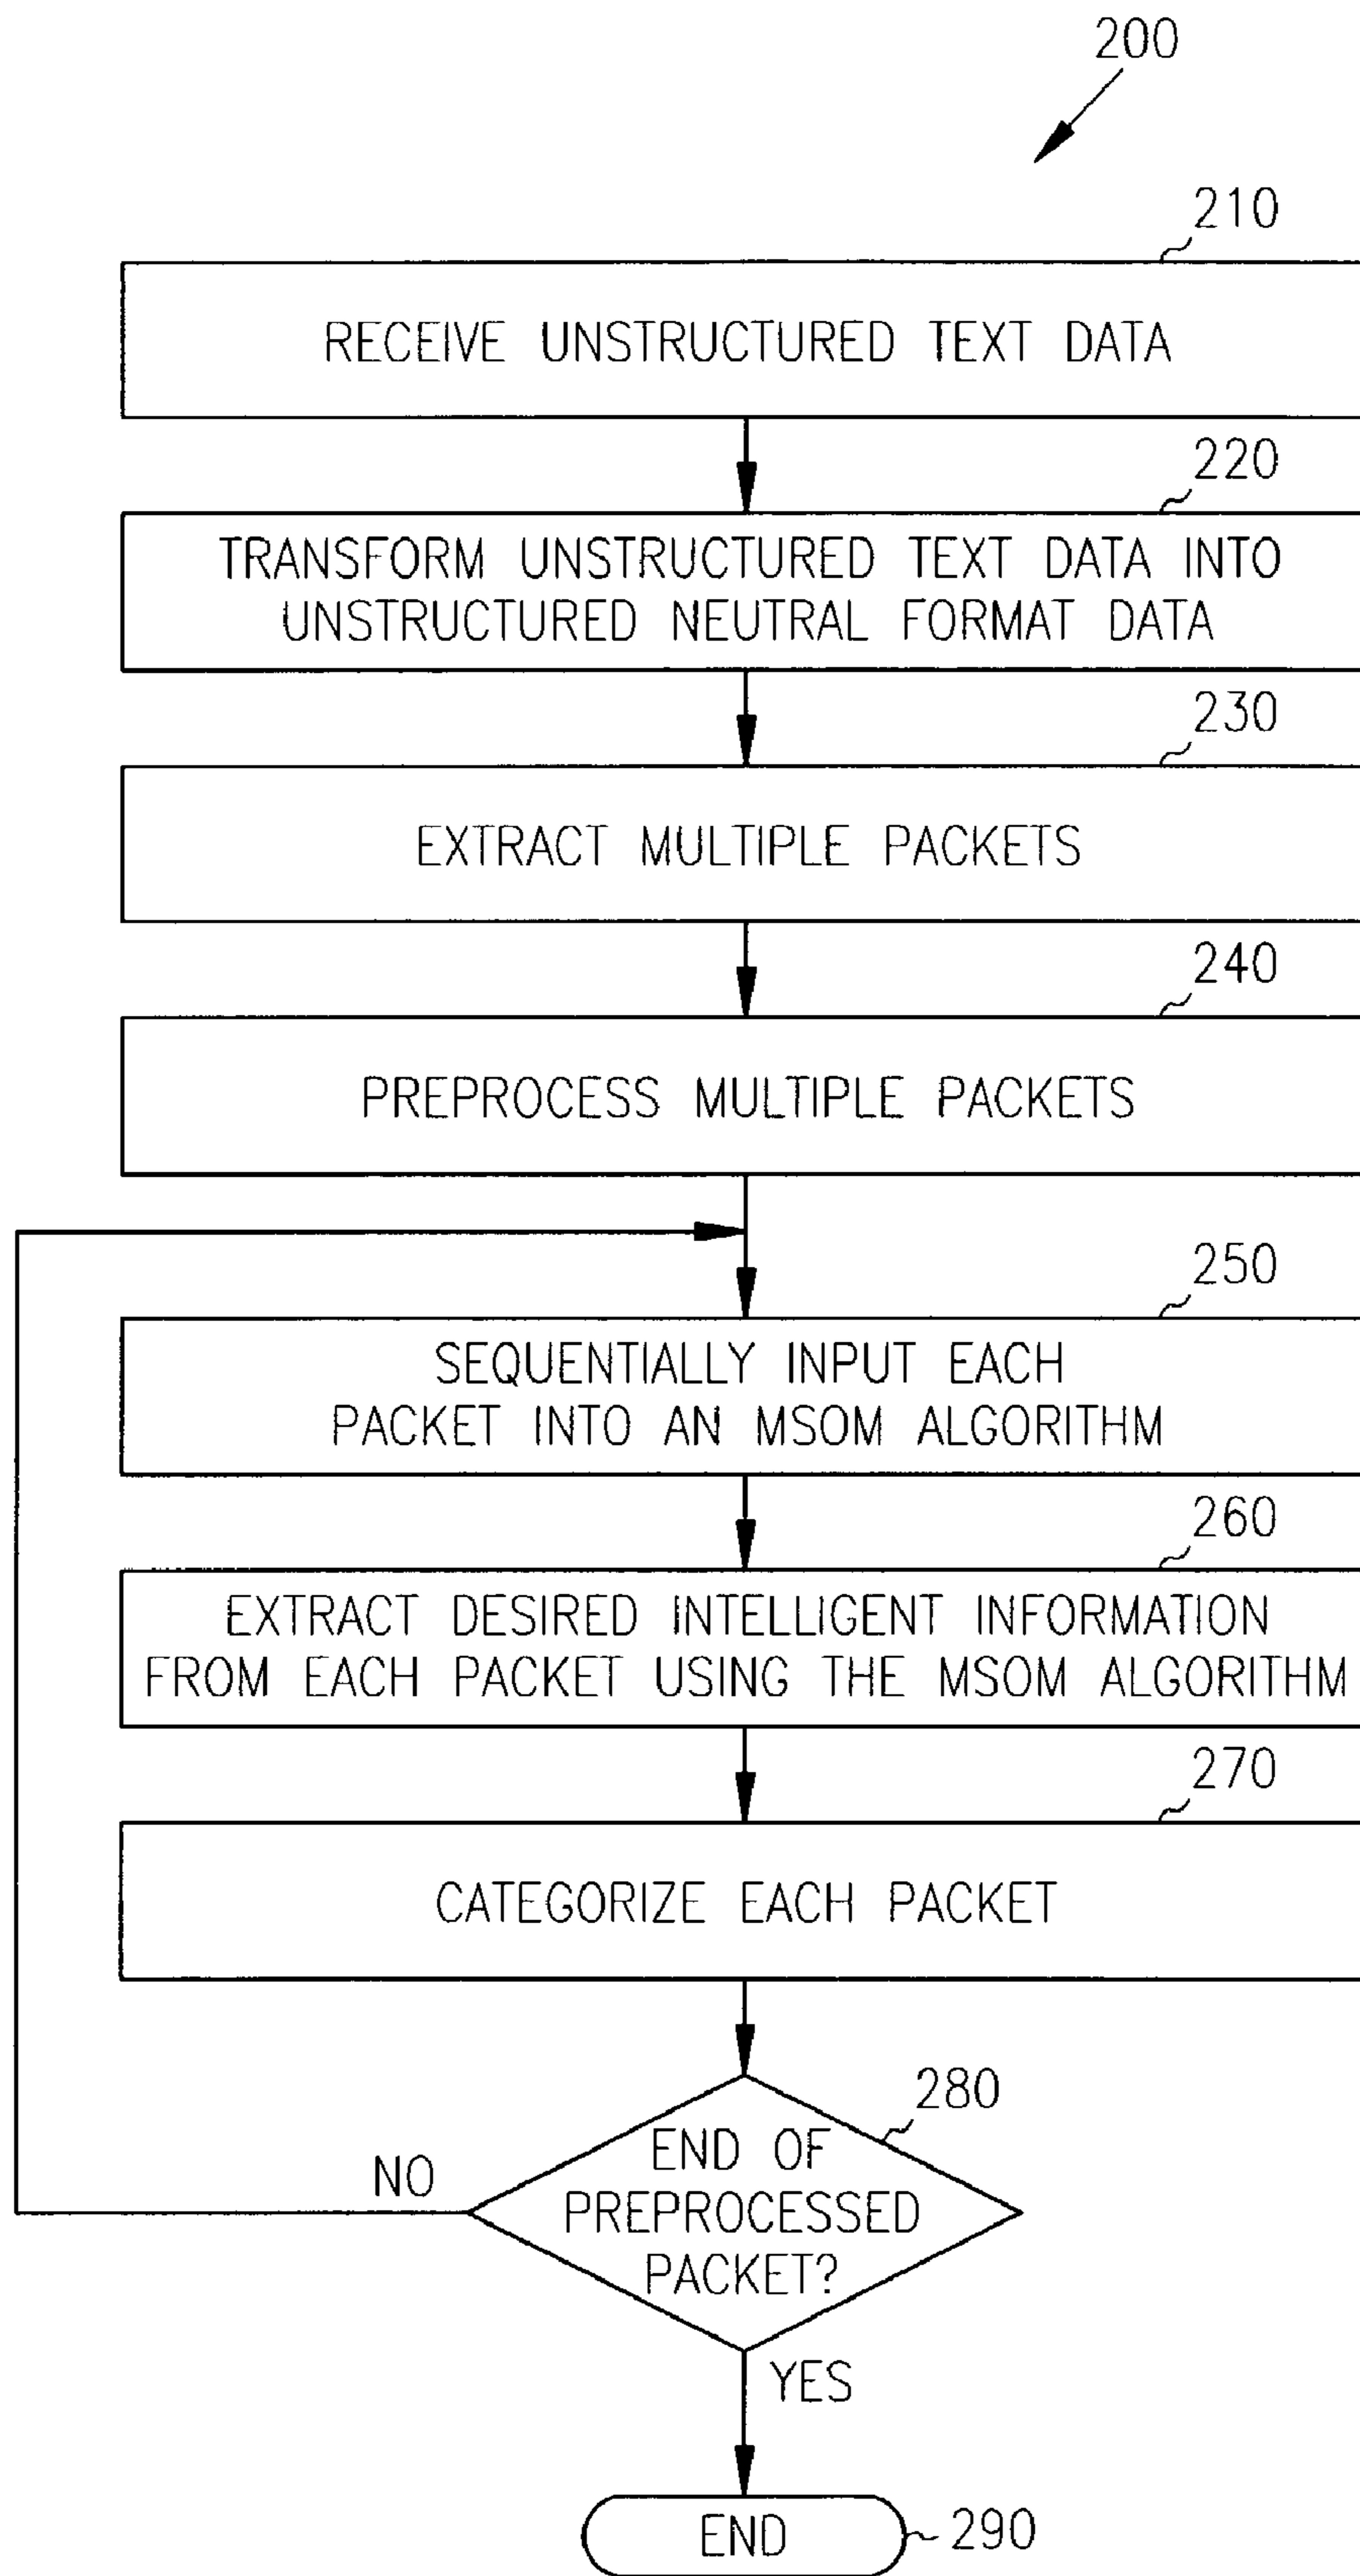 200
210
RECEIVE UNSTRUCTURED TEXT DATA
220
TRANSFORM UNSTRUCTURED TEXT DATA INTO
UNSTRUCTURED NEUTRAL FORMAT DATA
230
EXTRACT MULTIPLE PACKETS
240
PREPROCESS MULTIPLE PACKETS
250
SEQUENTIALLY INPUT EACH
PACKET INTO AN MSOM ALGORITHM
260
EXTRACT DESIRED INTELLIGENT INFORMATION
FROM EACH PACKET USING THE MSOM ALGORITHM
270
CATEGORIZE EACH PACKET
280
END OF
PREPROCESSED
PACKET?
NO
YES
END
290